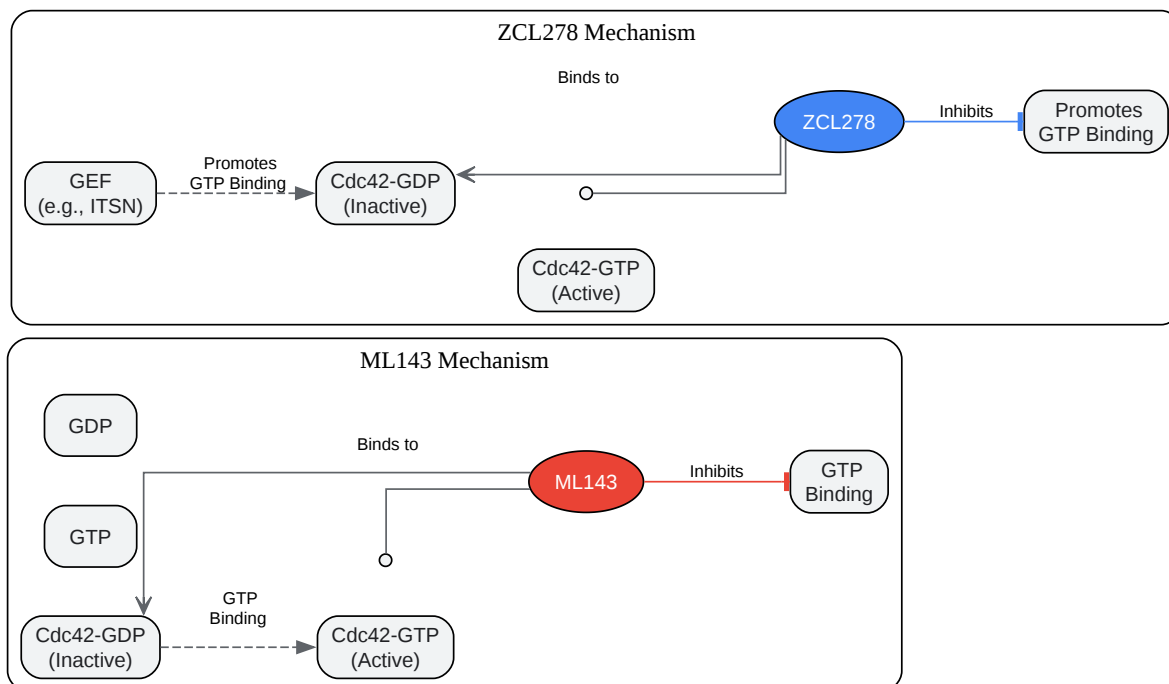 ZCL278 Mechanism
Binds to
ZCL278
Inhibits
Promotes
GTP Binding
Promotes
GTP Binding
GEF
(e.g., ITSN)
Cdc42-GDP
(Inactive)
Cdc42-GTP
(Active)
ML143 Mechanism
GDP
Binds to
ML143
Inhibits
GTP
Binding
GTP
GTP
Binding
Cdc42-GDP
(Inactive)
Cdc42-GTP
(Active)